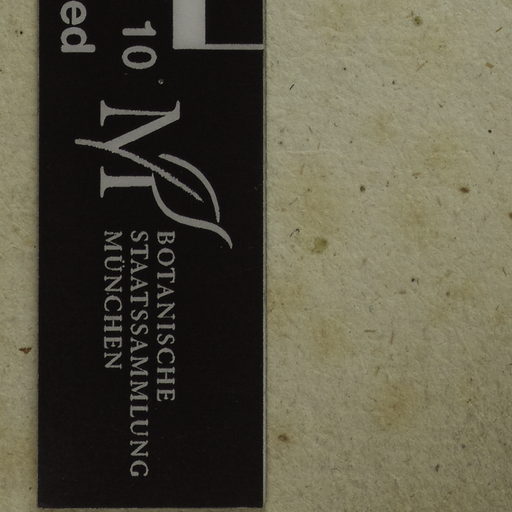 10
ed
BOTANISCHE
STAATSSAMMLUNG
MÜNCHEN